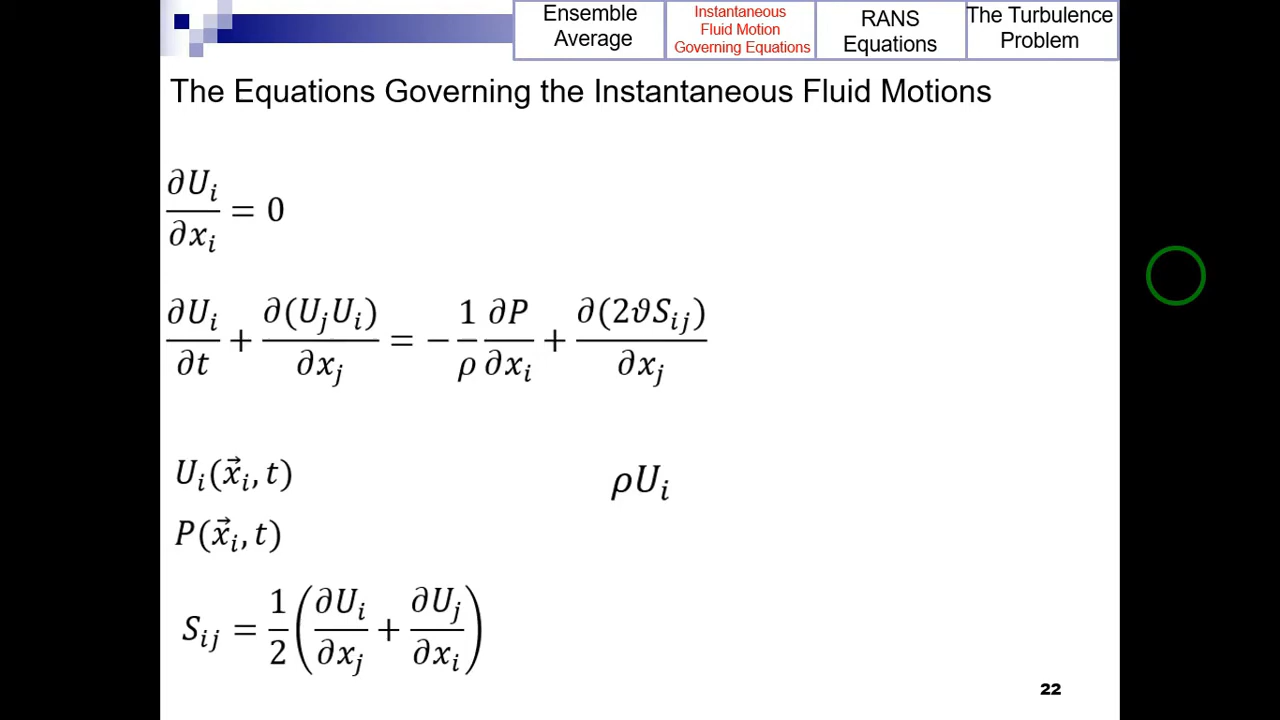 Ensemble
Average
Instantaneous
Fluid Motion
Governing Equations
RANS
Equations
The Turbulence
Problem
The Equations Governing the Instantaneous Fluid Motions
∂U_i/∂x_i = 0
∂U_i/∂t + ∂(U_jU_i)/∂x_j = −(1/ρ) ∂P/∂x_i + ∂(2ϑS_ij)/∂x_j
U_i(x⃗_i, t)
ρU_i
P(x⃗_i, t)
S_ij = 1/2 (∂U_i/∂x_j + ∂U_j/∂x_i)
22